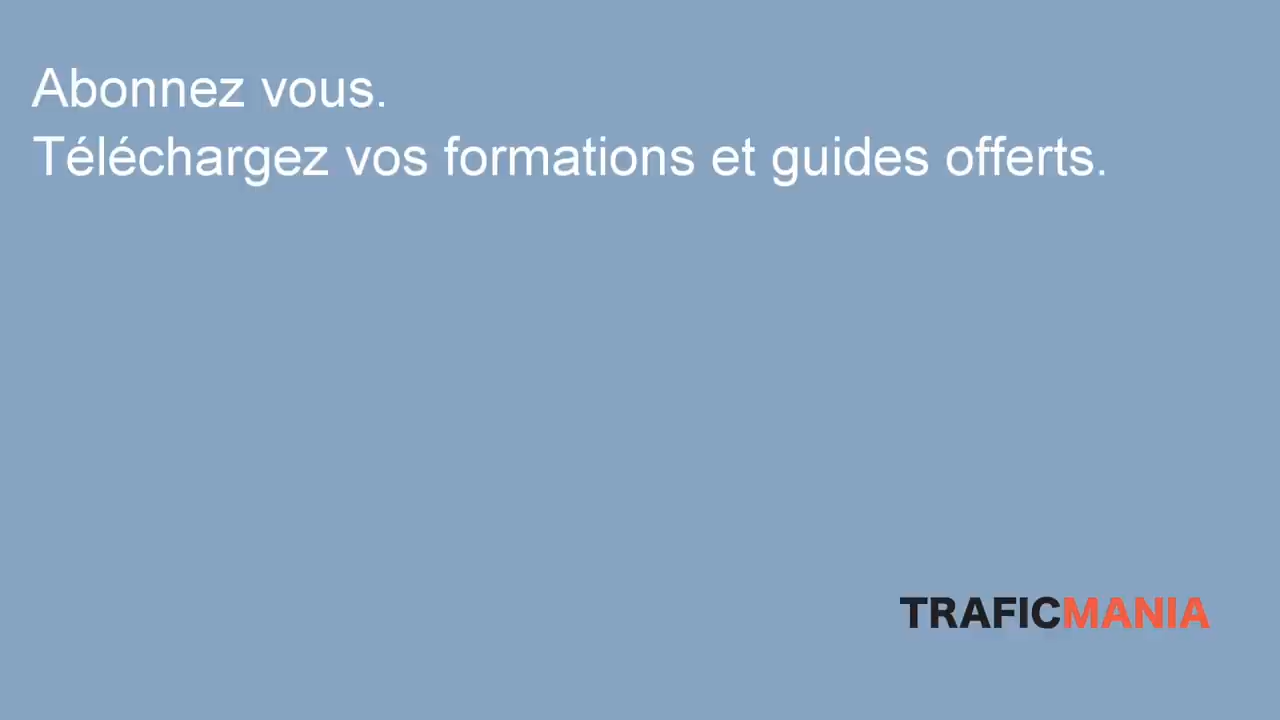 Abonnez vous.
Téléchargez vos formations et guides offerts.
TRAFICMANIA